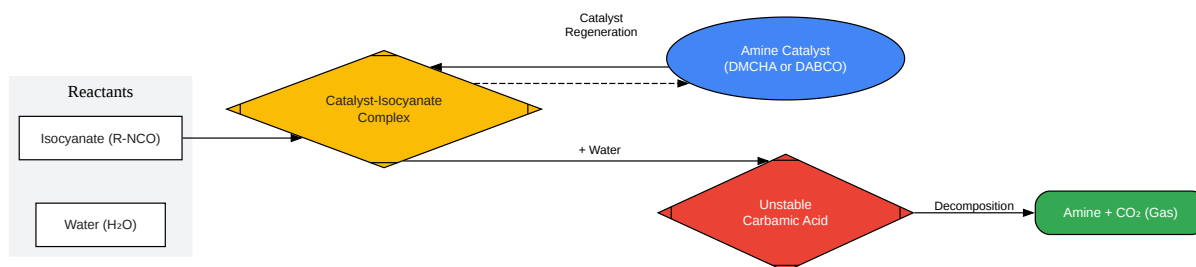 Catalyst
Regeneration
Amine Catalyst
(DMCHA or DABCO)
Reactants
Catalyst-Isocyanate
Complex
Isocyanate (R-NCO)
+ Water
Unstable
Carbamic Acid
Decomposition
Amine + CO₂ (Gas)
Water (H₂O)